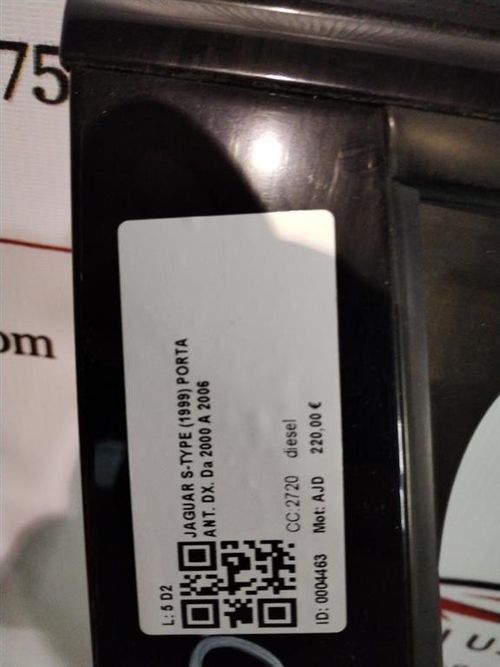 75
om
L: 5 D2
JAGUAR S-TYPE (1999) PORTA
ANT. DX. Da 2000 A 2006
CC:2720 diesel
ID: 0004463 Mot: AJD 220,00 €